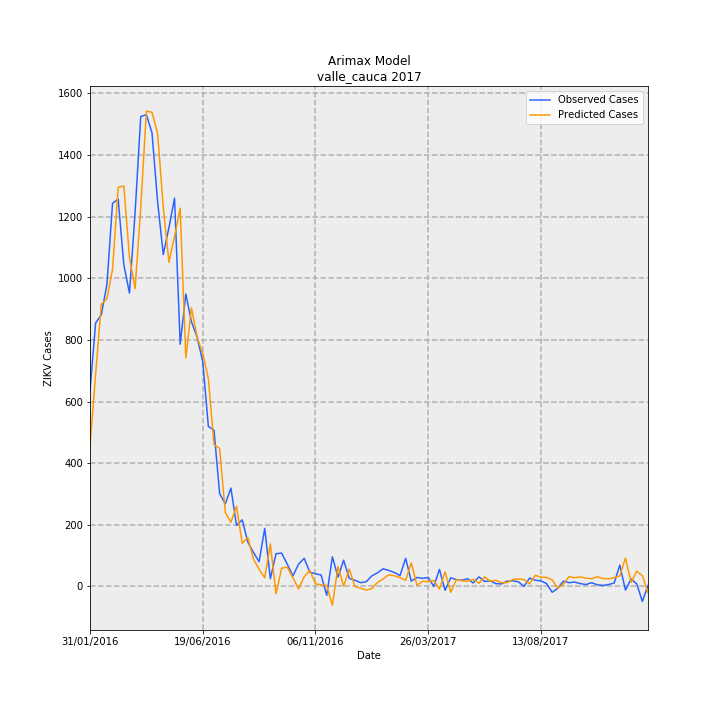 Arimax Model
valle_cauca 2017
Observed Cases
Predicted Cases
1600
1400
1200
1000
800
600
400
200
0
ZIKV Cases
31/01/2016
19/06/2016
06/11/2016
26/03/2017
13/08/2017
Date